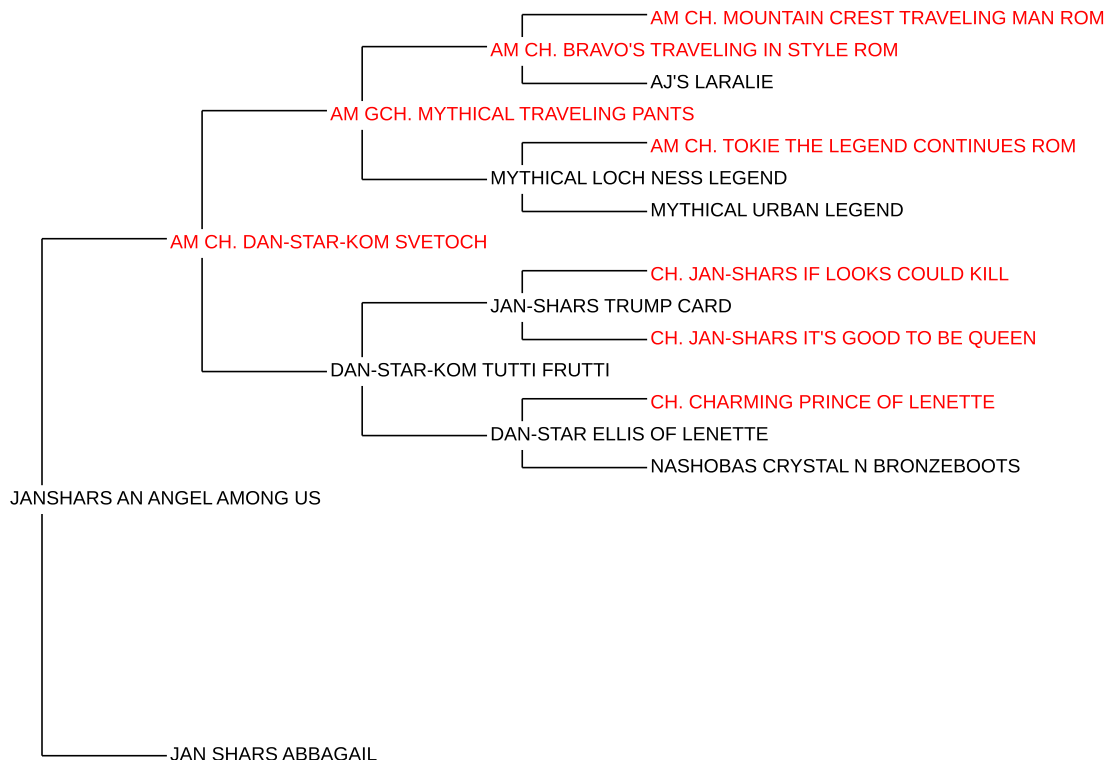 AM CH. MOUNTAIN CREST TRAVELING MAN ROM
AM CH. BRAVO'S TRAVELING IN STYLE ROM
AJ'S LARALIE
AM GCH. MYTHICAL TRAVELING PANTS
AM CH. TOKIE THE LEGEND CONTINUES ROM
MYTHICAL LOCH NESS LEGEND
MYTHICAL URBAN LEGEND
AM CH. DAN-STAR-KOM SVETOCH
CH. JAN-SHARS IF LOOKS COULD KILL
JAN-SHARS TRUMP CARD
CH. JAN-SHARS IT'S GOOD TO BE QUEEN
DAN-STAR-KOM TUTTI FRUTTI
CH. CHARMING PRINCE OF LENETTE
DAN-STAR ELLIS OF LENETTE
NASHOBAS CRYSTAL N BRONZEBOOTS
JANSHARS AN ANGEL AMONG US
JAN SHARS ABBAGAIL